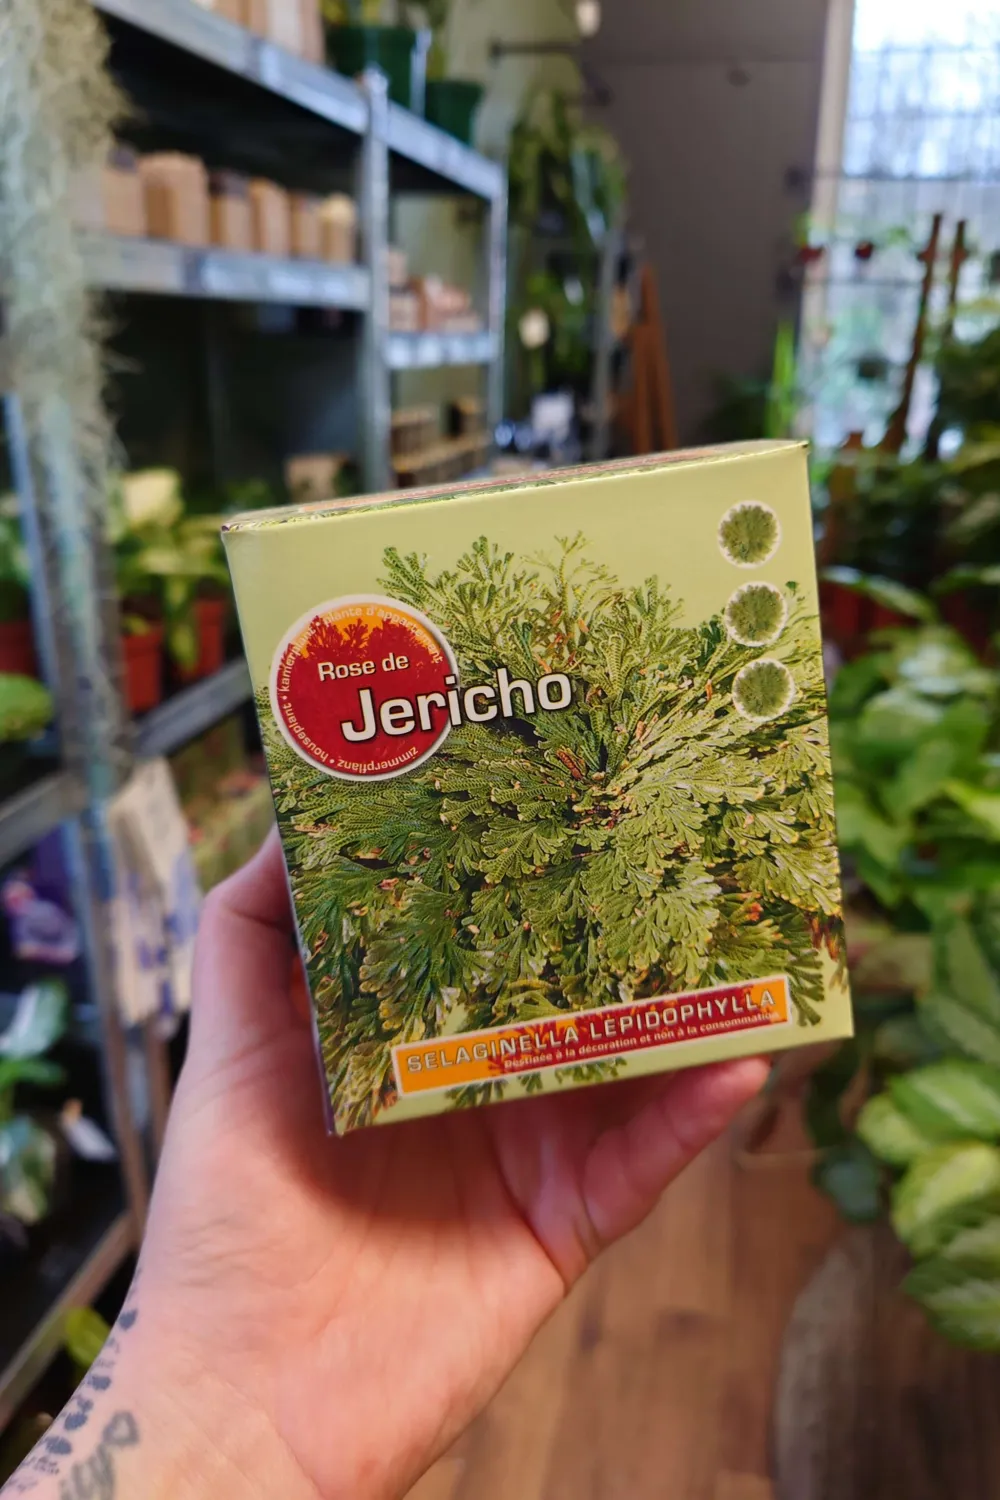 plante d'appartement
kamerplant
houseplant
zimmerpflanz
Rose de
Jericho
SELAGINELLA LEPIDOPHYLLA
Destinée à la décoration et non à la consommation